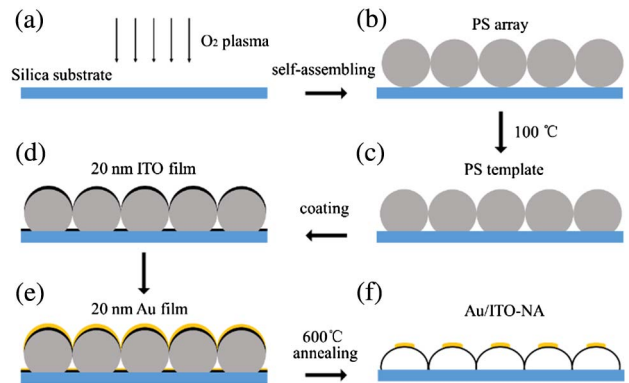 (a)
O₂ plasma
Silica substrate
self-assembling
(b)
PS array
100 ℃
(c)
PS template
coating
(d)
20 nm ITO film
(e)
20 nm Au film
600℃
annealing
(f)
Au/ITO-NA